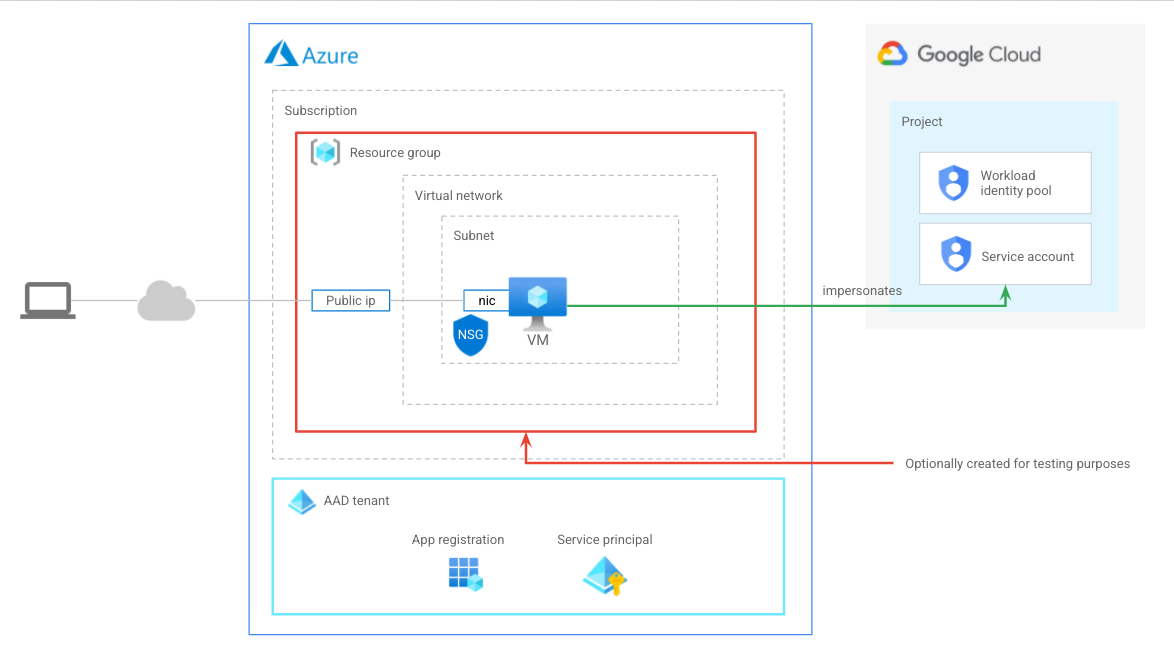 Azure
Google Cloud
Subscription
Project
Resource group
Workload
identity pool
Virtual network
Subnet
Service account
impersonates
Public ip
nic
NSG
VM
Optionally created for testing purposes
AAD tenant
App registration
Service principal